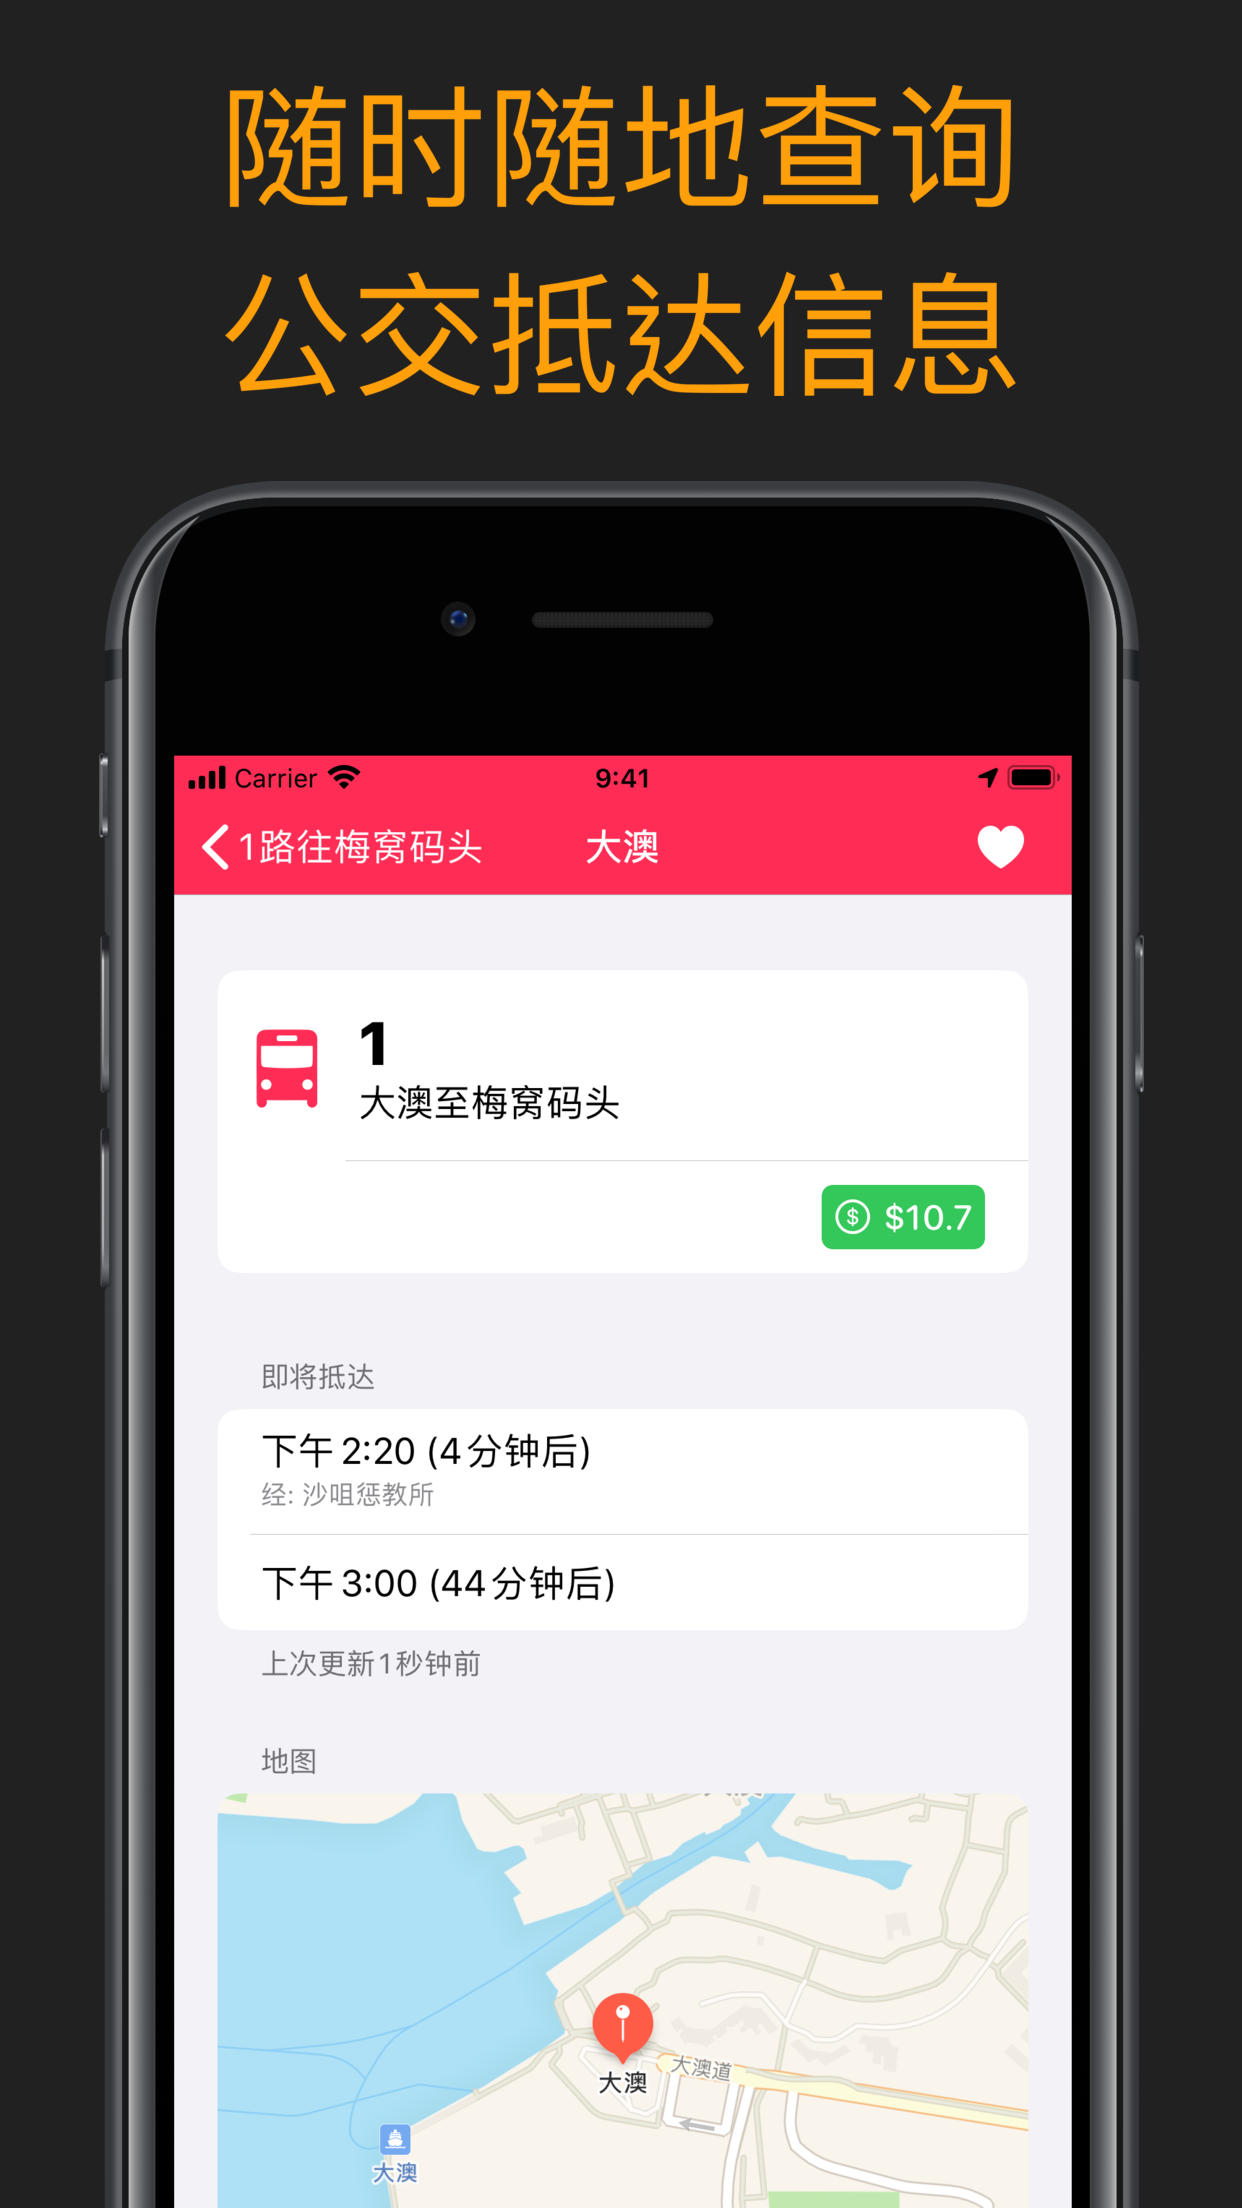 随时随地查询
公交抵达信息
Carrier
9:41
1路往梅窝码头
大澳
1
大澳至梅窝码头
$ $10.7
即将抵达
下午 2:20 (4 分钟后)
经: 沙咀惩教所
下午 3:00 (44 分钟后)
上次更新1秒钟前
地图
大澳道
大澳
大澳